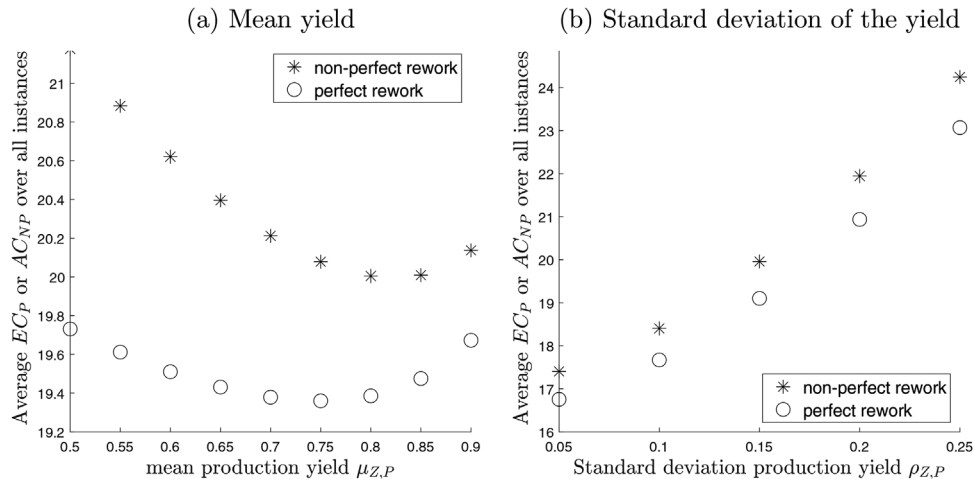 (a) Mean yield
Average EC_P or AC_NP over all instances
21
20.8
20.6
20.4
20.2
20
19.8
19.6
19.4
19.2
0.5 0.55 0.6 0.65 0.7 0.75 0.8 0.85 0.9
mean production yield μ_Z,P
non-perfect rework
perfect rework
(b) Standard deviation of the yield
Average EC_P or AC_NP over all instances
24
23
22
21
20
19
18
17
16
0.05 0.1 0.15 0.2 0.25
Standard deviation production yield ρ_Z,P
non-perfect rework
perfect rework